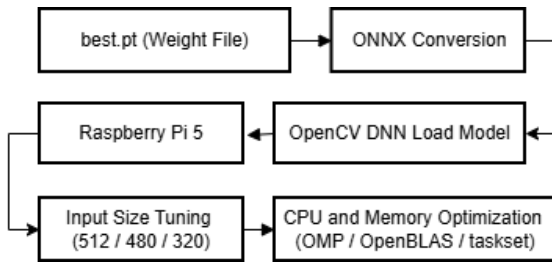 best.pt (Weight File)
ONNX Conversion
OpenCV DNN Load Model
Raspberry Pi 5
Input Size Tuning
(512 / 480 / 320)
CPU and Memory Optimization
(OMP / OpenBLAS / taskset)